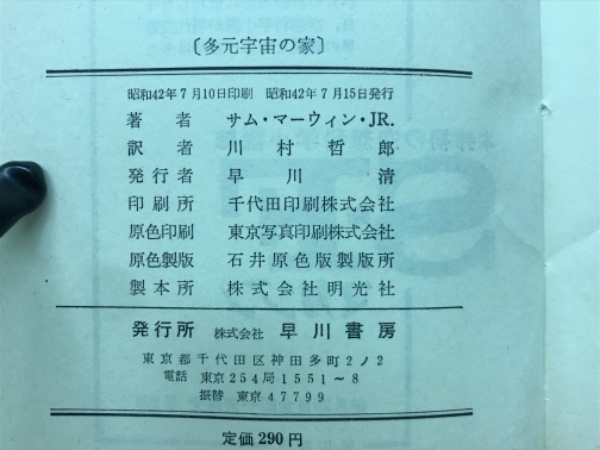 〔多元宇宙の家〕
昭和42年7月10日印刷 昭和42年7月15日発行
著者 サム・マーウィン・JR.
訳者 川村哲郎
発行者 早川清
印刷所 千代田印刷株式会社
原色印刷 東京写真印刷株式会社
原色製版 石井原色版製版所
製本所 株式会社明光社
発行所 株式会社 早川書房
東京都千代田区神田多町2ノ2
電話 東京254局1551~8
振替 東京47799
定価290円